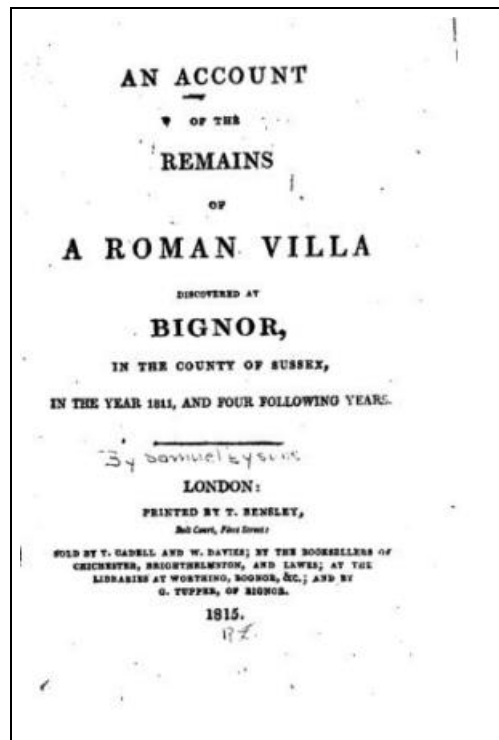 AN ACCOUNT
OF THE
REMAINS
OF
A ROMAN VILLA
DISCOVERED AT
BIGNOR,
IN THE COUNTY OF SUSSEX,
IN THE YEAR 1811, AND FOUR FOLLOWING YEARS.
By Samuel Lysons
LONDON:
PRINTED BY T. BENSLEY,
Bolt Court, Fleet Street:
SOLD BY T. CADELL AND W. DAVIES; BY THE BOOKSELLERS OF
CHICHESTER, BRIGHTHELMSTON, AND LEWES; AT THE
LIBRARIES AT WORTHING, BOGNOR, &C.; AND BY
G. TUPPER, OF BIGNOR.
1815.